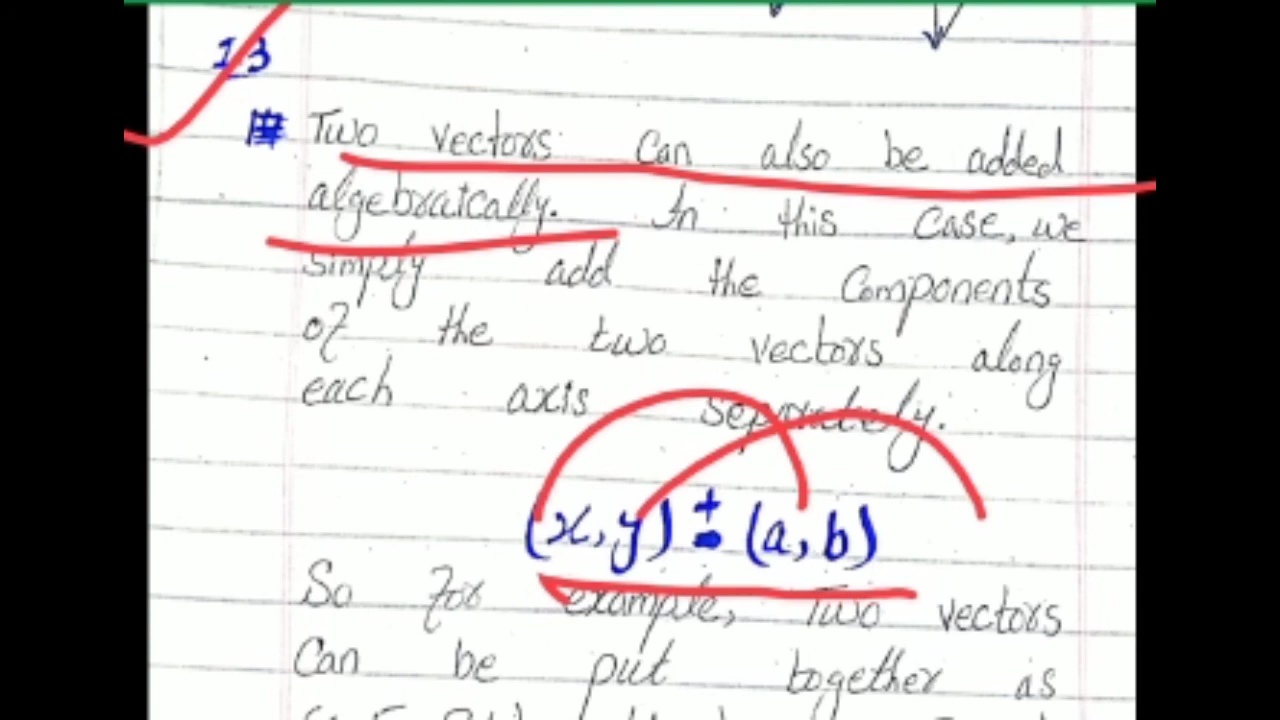 13
# Two vectors can also be added
algebraically. In this case, we
simply add the components
of the two vectors along
each axis separately.
(x, y) ± (a, b)
So for example, Two vectors
Can be put together as